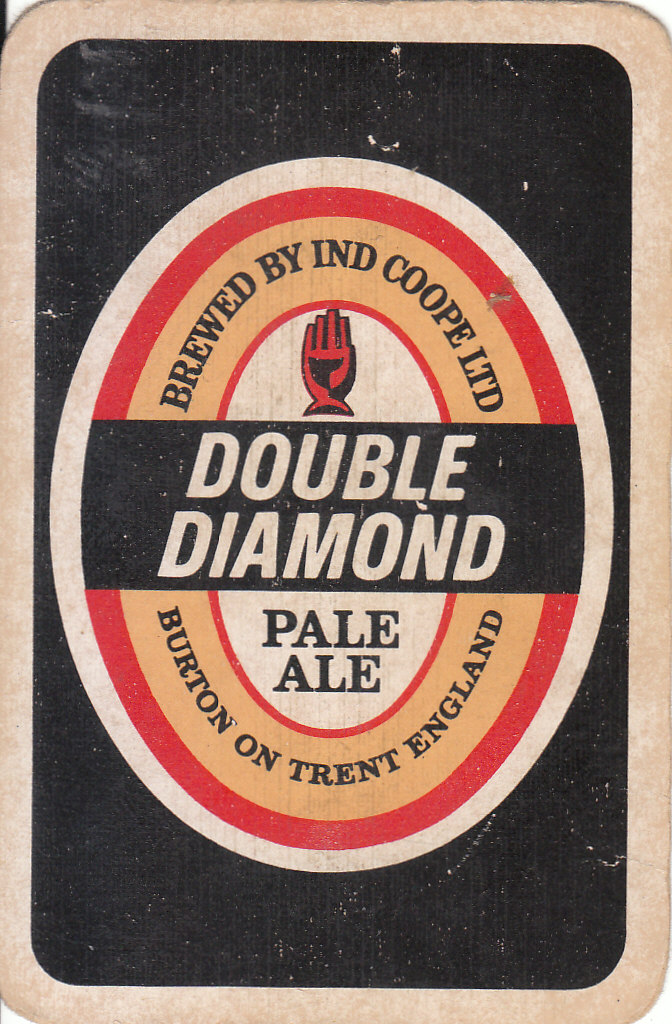 BREWED BY IND COOPE LTD
DOUBLE
DIAMOND
PALE
ALE
BURTON ON TRENT ENGLAND